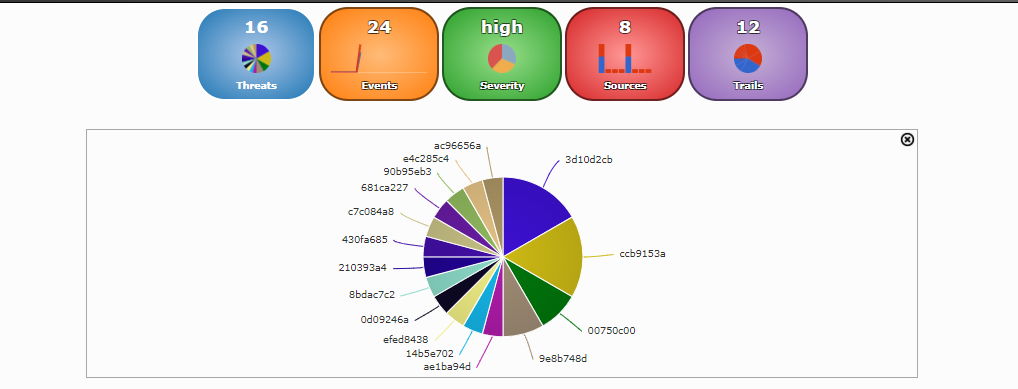 16
Threats
24
Events
high
Severity
8
Sources
12
Trails
ac96656a
3d10d2cb
e4c285c4
90b95eb3
681ca227
c7c084a8
430fa685
ccb9153a
210393a4
8bdac7c2
0d09246a
00750c00
efed8438
14b5e702
9e8b748d
ae1ba94d